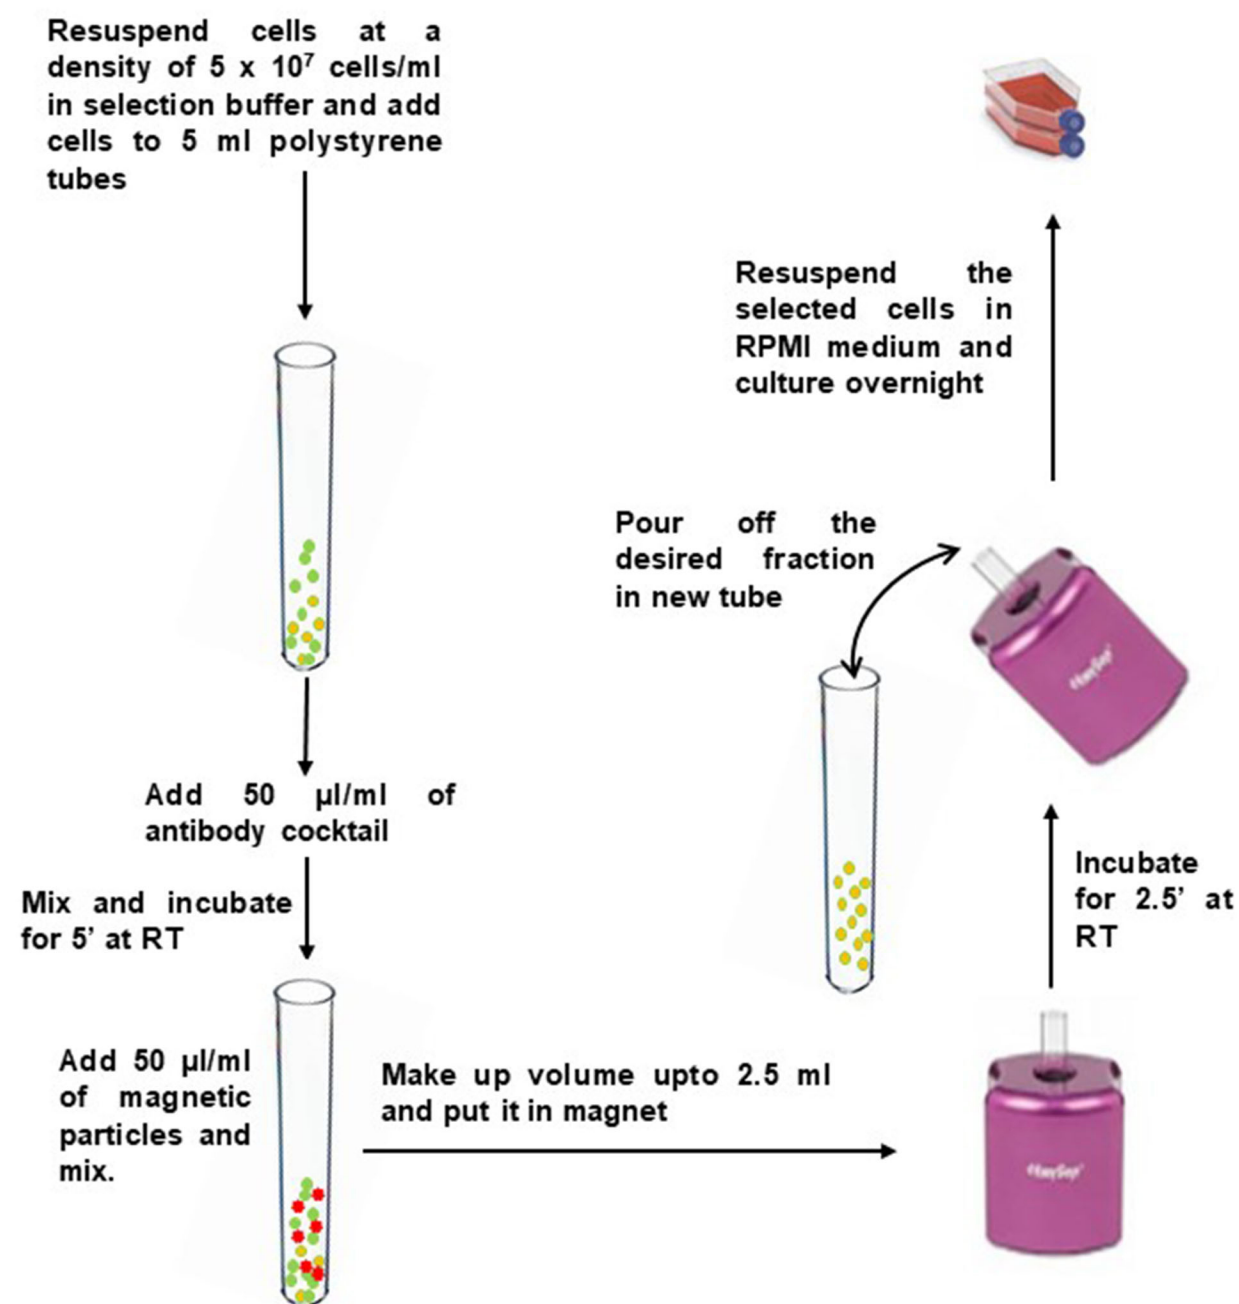 Resuspend cells at a
density of 5 x 10⁷ cells/ml
in selection buffer and add
cells to 5 ml polystyrene
tubes
Add 50 µl/ml of
antibody cocktail
Mix and incubate
for 5’ at RT
Add 50 µl/ml
of magnetic
particles and
mix.
Make up volume upto 2.5 ml
and put it in magnet
Incubate
for 2.5’ at
RT
Pour off the
desired fraction
in new tube
Resuspend the
selected cells in
RPMI medium and
culture overnight